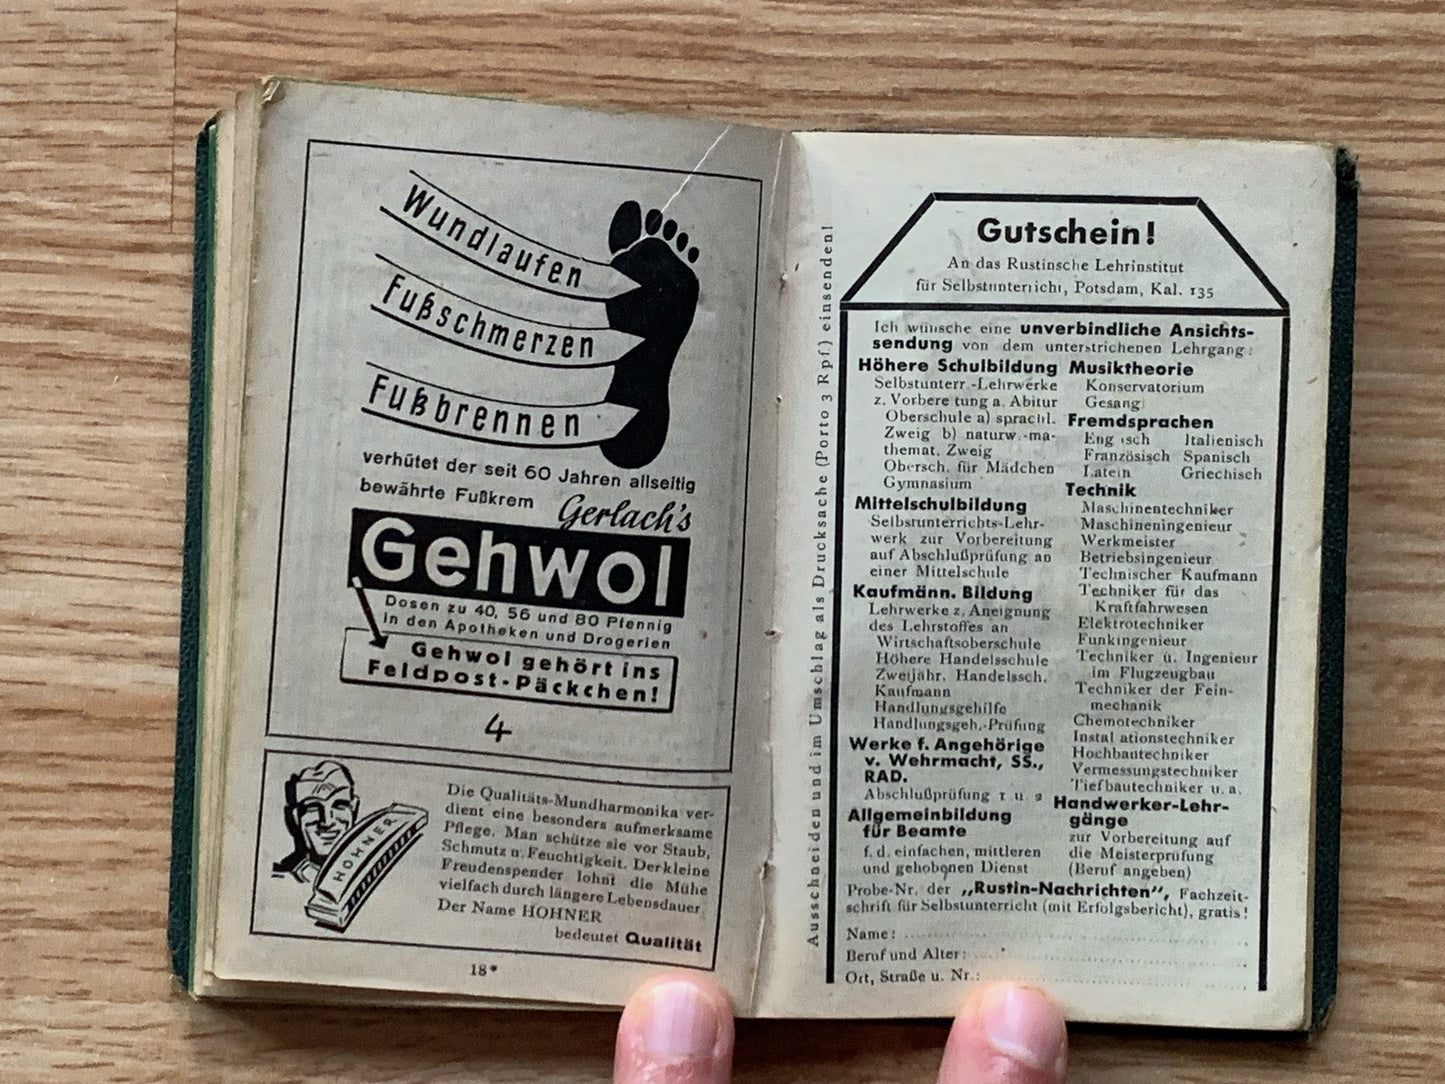 Wundlaufen
Fußschmerzen
Fußbrennen
verhütet der seit 60 Jahren allseitig
bewährte Fußkrem Gerlach's
Gehwol
Dosen zu 40, 56 und 80 Pfennig
in den Apotheken und Drogerien
Gehwol gehört ins
Feldpost-Päckchen!
4
HOHNER
Die Qualitäts-Mundharmonika ver-
dient eine besonders aufmerksame
Pflege. Man schütze sie vor Staub,
Schmutz u. Feuchtigkeit. Der kleine
Freudenspender lohnt die Mühe
vielfach durch längere Lebensdauer
Der Name HOHNER
bedeutet Qualität
18*
Ausschneiden und im Umschlag als Drucksache (Porto 3 Rpf.) einsenden!
Gutschein!
An das Rustinsche Lehrinstitut
für Selbstunterricht, Potsdam, Kal. 135
Ich wünsche eine unverbindliche Ansichts-
sendung von dem unterstrichenen Lehrgang:
Höhere Schulbildung
Selbstunterr.-Lehrwerke
z. Vorbere tung a. Abitur
Oberschule a) sprachl.
Zweig b) naturw.-ma-
themat. Zweig
Obersch. für Mädchen
Gymnasium
Mittelschulbildung
Selbstunterrichts-Lehr-
werk zur Vorbereitung
auf Abschlußprüfung an
einer Mittelschule
Kaufmänn. Bildung
Lehrwerke z. Aneignung
des Lehrstoffes an
Wirtschaftsoberschule
Höhere Handelsschule
Zweijähr. Handelssch.
Kaufmann
Handlungsgehilfe
Handlungsgeh.-Prüfung
Werke f. Angehörige
v. Wehrmacht, SS.,
RAD.
Abschlußprüfung 1 u 2
Allgemeinbildung
für Beamte
f. d. einfachen, mittleren
und gehobenen Dienst
Musiktheorie
Konservatorium
Gesang
Fremdsprachen
Eng isch Italienisch
Französisch Spanisch
Latein Griechisch
Technik
Maschinentechniker
Maschineningenieur
Werkmeister
Betriebsingenieur
Technischer Kaufmann
Techniker für das
Kraftfahrwesen
Elektrotechniker
Funkingenieur
Techniker u. Ingenieur
im Flugzeugbau
Techniker der Fein-
mechanik
Chemotechniker
Instal ationstechniker
Hochbautechniker
Vermessungstechniker
Tiefbautechniker u. a.
Handwerker-Lehr-
gänge
zur Vorbereitung auf
die Meisterprüfung
(Beruf angeben)
Probe-Nr. der „Rustin-Nachrichten“, Fachzeit-
schrift für Selbstunterricht (mit Erfolgsbericht), gratis!
Name:
Beruf und Alter:
Ort, Straße u. Nr.: